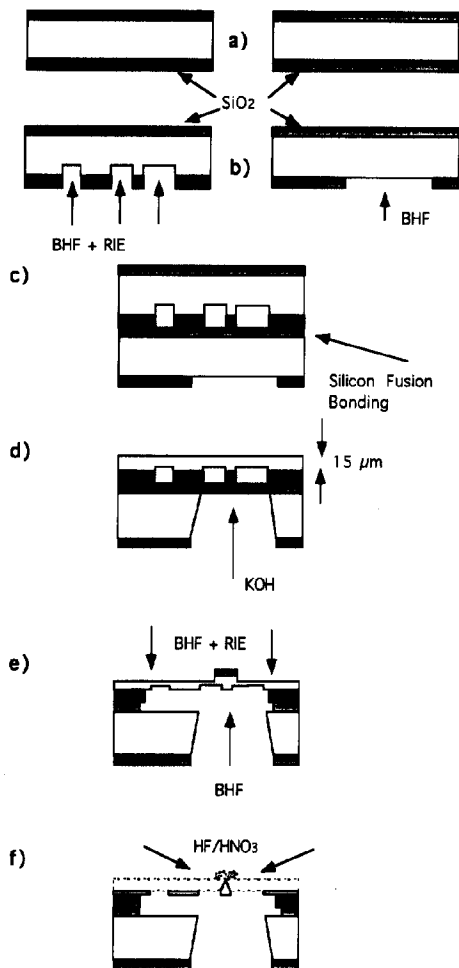 a)
SiO2
b)
BHF + RIE
BHF
c)
Silicon Fusion
Bonding
d)
15 µm
KOH
e)
BHF + RIE
BHF
f)
HF/HNO3